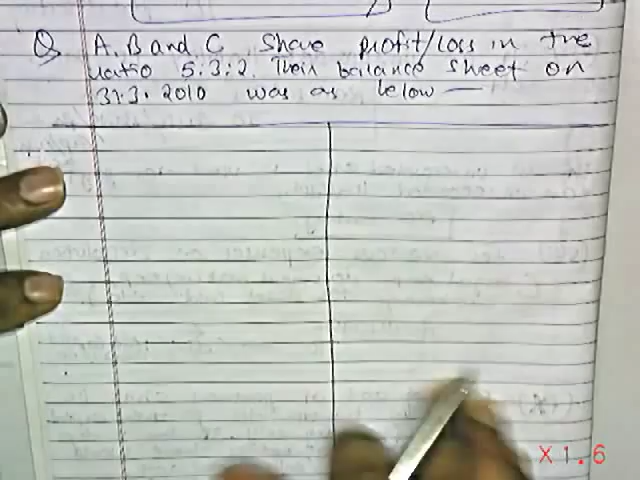 Q A, B and C Share profit/loss in the
ratio 5:3:2. Their balance sheet on
31.3.2010 was as below —
X1.6